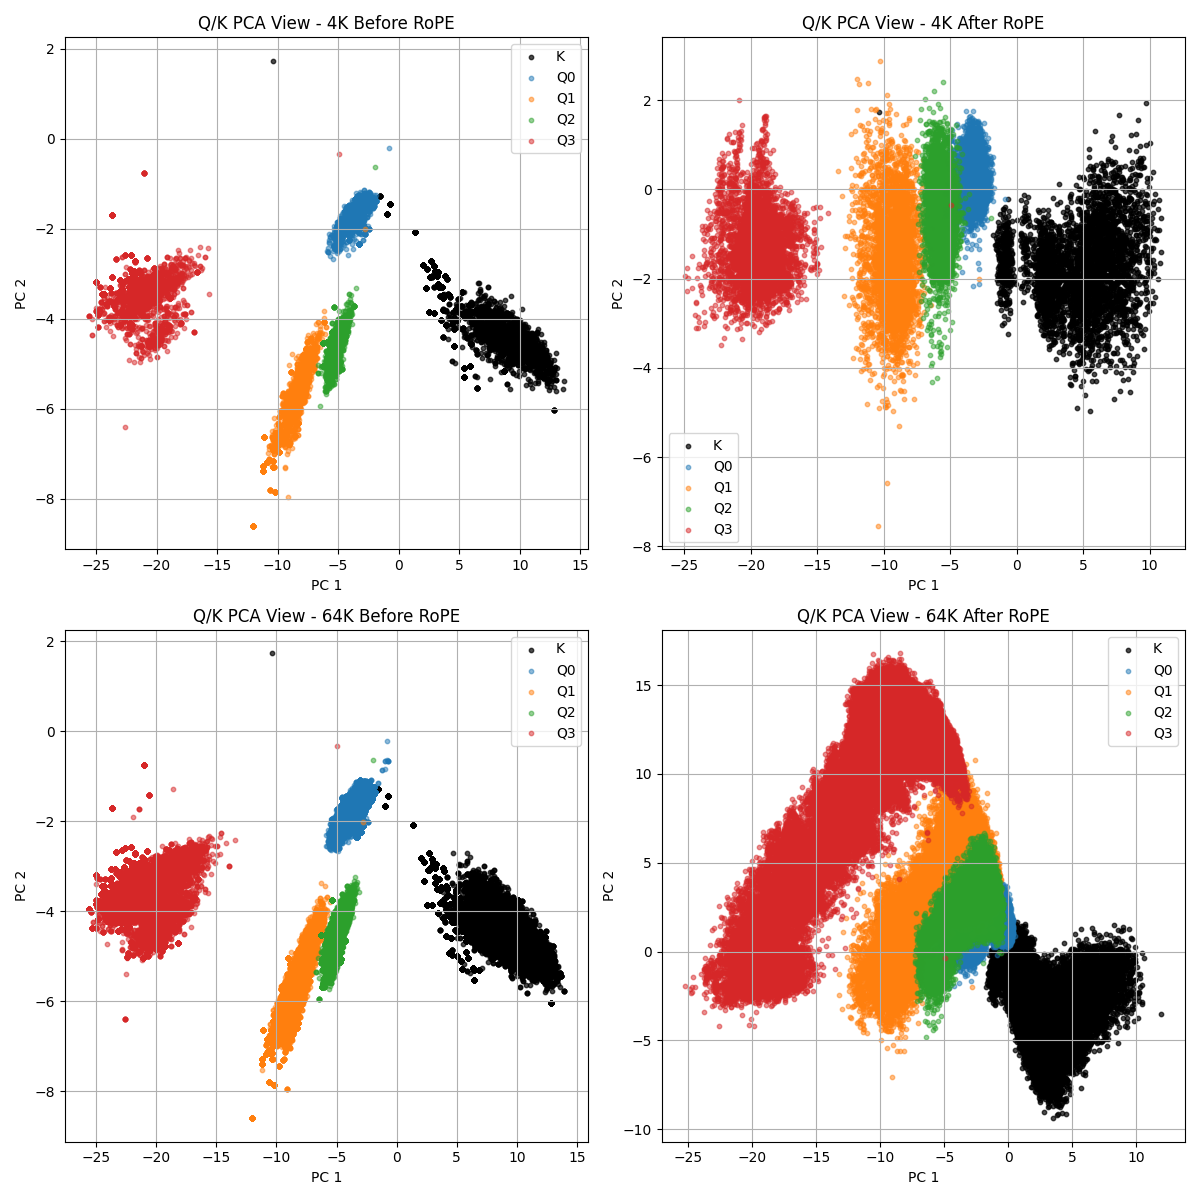 Q/K PCA View - 4K Before RoPE
2
0
−2
−4
−6
−8
PC 2
−25 −20 −15 −10 −5 0 5 10 15
PC 1
K
Q0
Q1
Q2
Q3
Q/K PCA View - 4K After RoPE
2
0
−2
−4
−6
−8
PC 2
−25 −20 −15 −10 −5 0 5 10
PC 1
K
Q0
Q1
Q2
Q3
Q/K PCA View - 64K Before RoPE
2
0
−2
−4
−6
−8
PC 2
−25 −20 −15 −10 −5 0 5 10 15
PC 1
K
Q0
Q1
Q2
Q3
Q/K PCA View - 64K After RoPE
15
10
5
0
−5
−10
PC 2
−25 −20 −15 −10 −5 0 5 10
PC 1
K
Q0
Q1
Q2
Q3